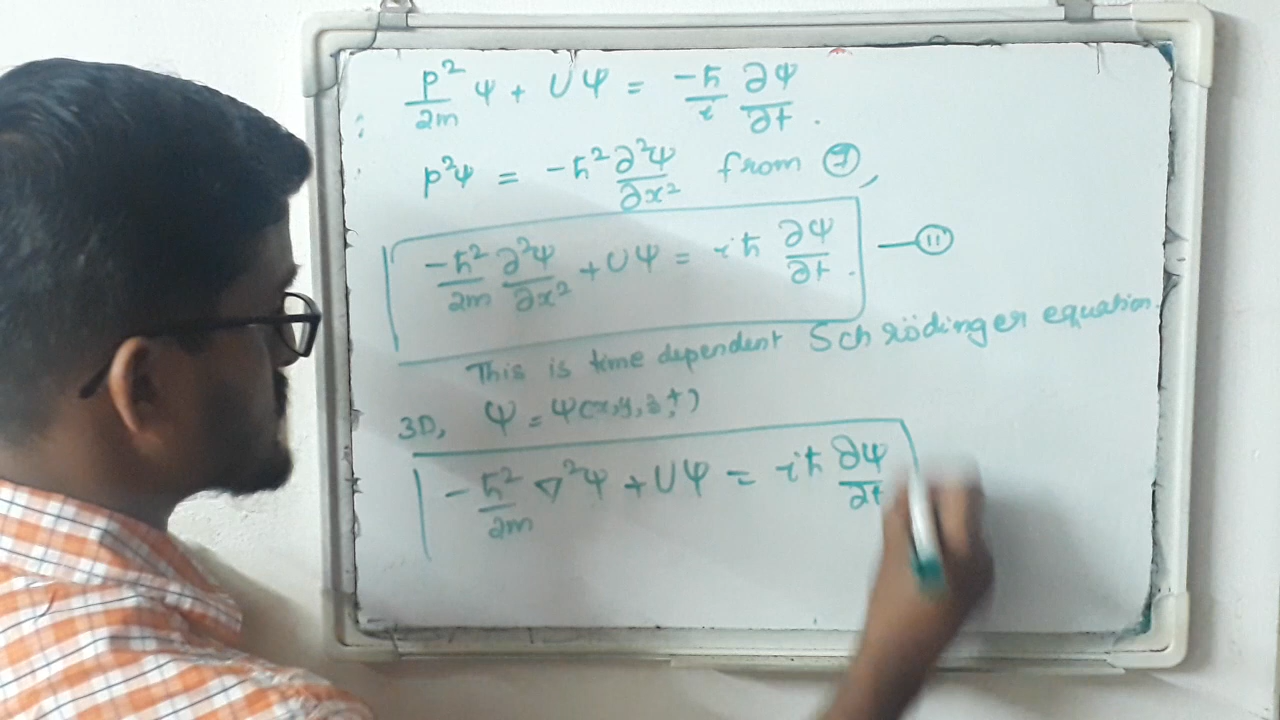 p²/2m ψ + Uψ = -ħ/i ∂ψ/∂t.
p²ψ = -ħ² ∂²ψ/∂x² from ⑦,
-ħ²/2m ∂²ψ/∂x² + Uψ = iħ ∂ψ/∂t. —⑪
This is time dependent Schrödinger equation.
3D, ψ = ψ(x,y,z,t)
-ħ²/2m ∇²ψ + Uψ = iħ ∂ψ/∂t